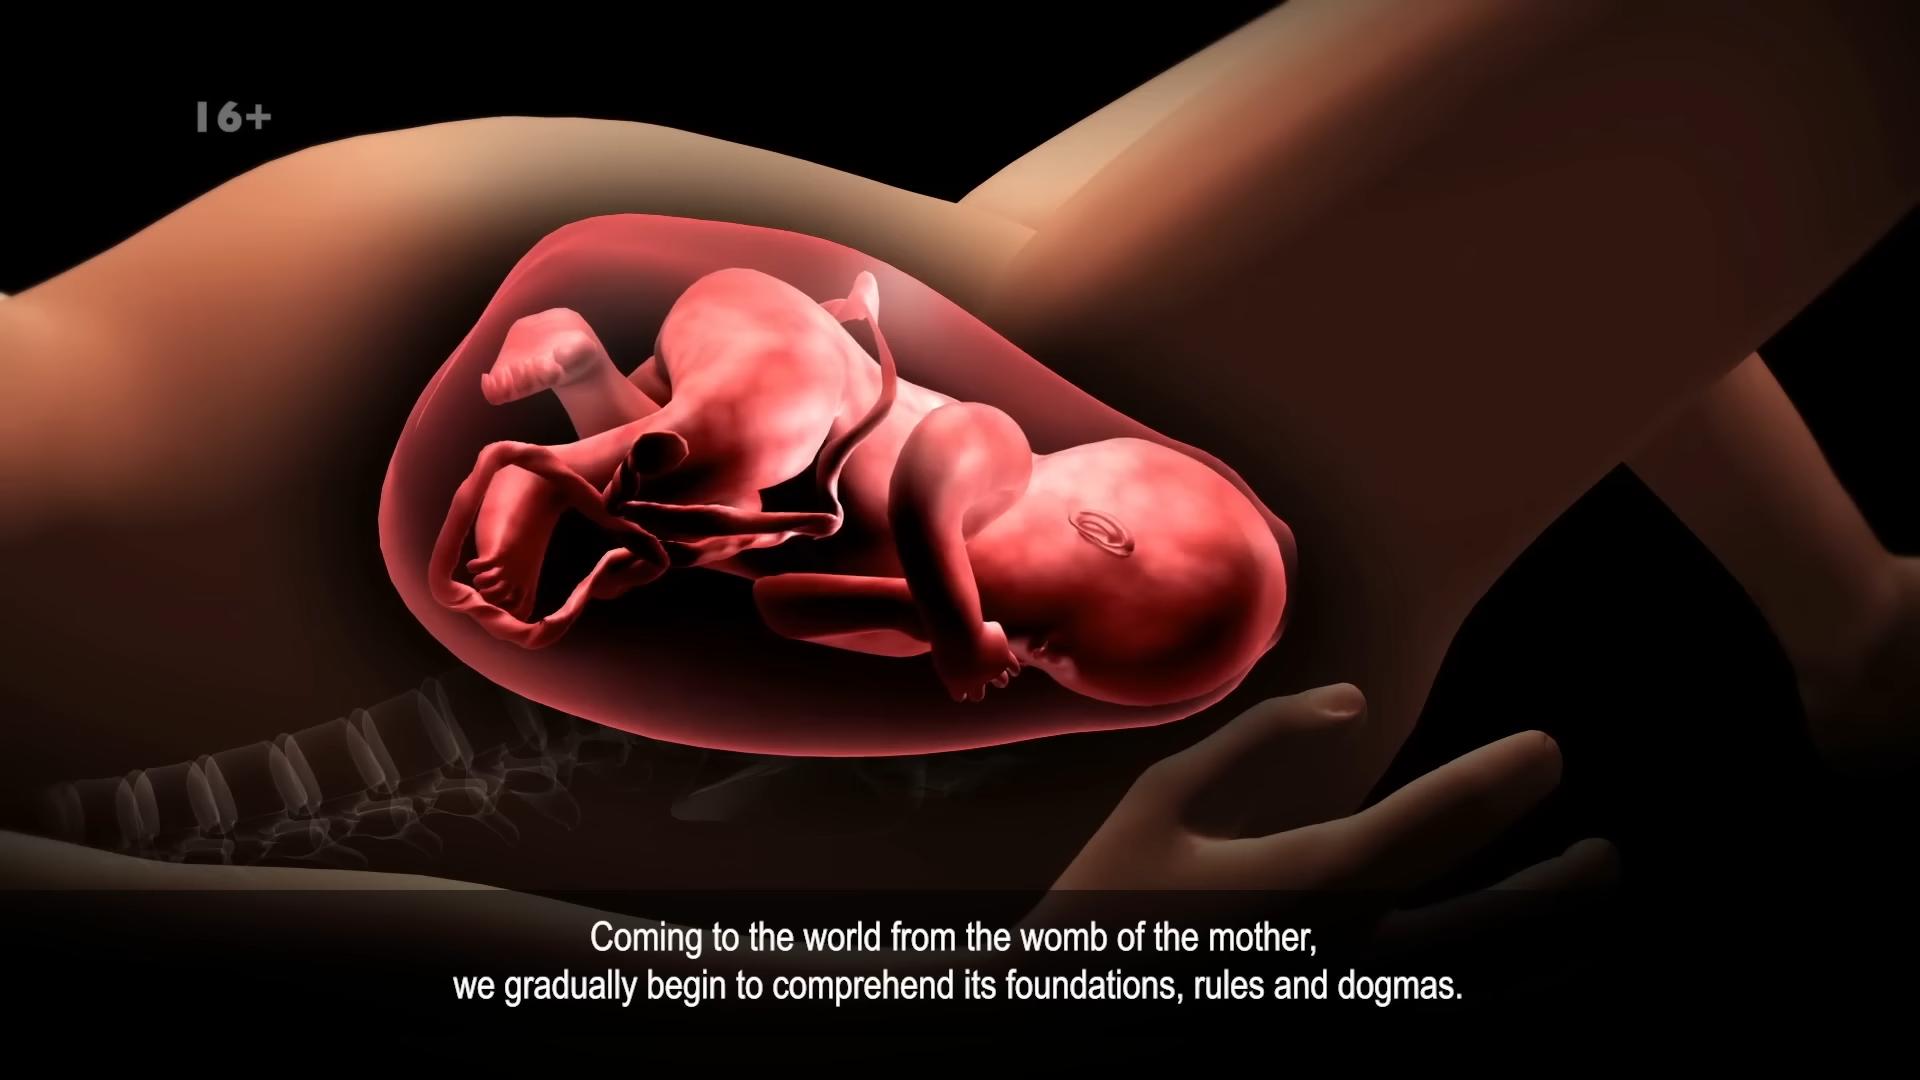 16+
Coming to the world from the womb of the mother,
we gradually begin to comprehend its foundations, rules and dogmas.